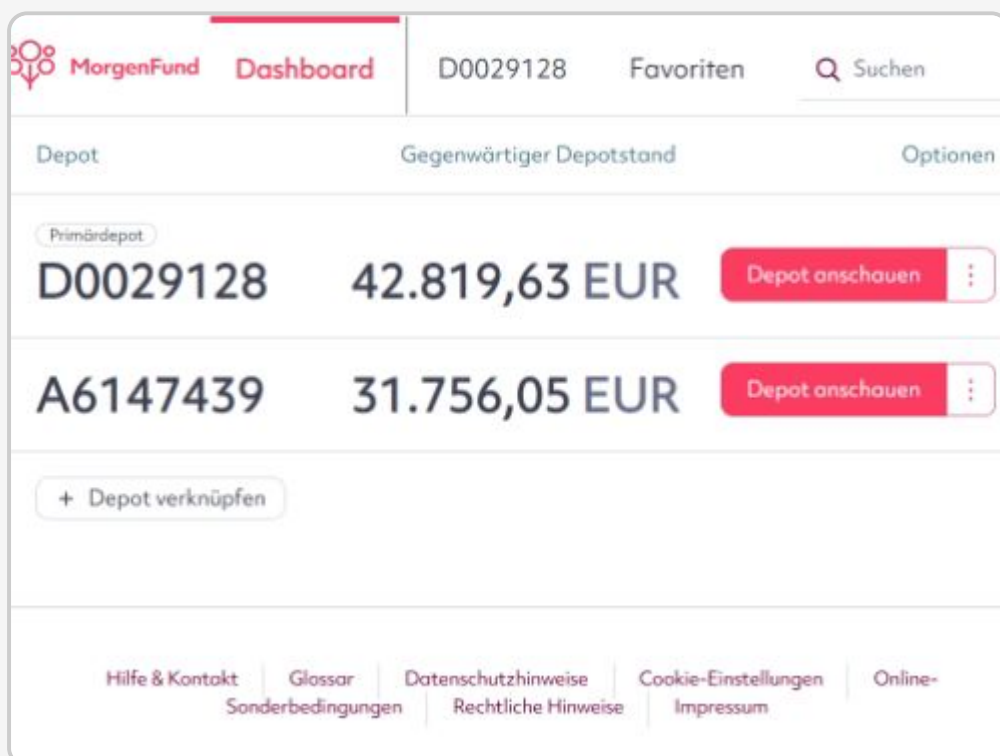 MorgenFund Dashboard D0029128 Favoriten Suchen
Depot Gegenwärtiger Depotstand Optionen
Primärdepot
D0029128 42.819,63 EUR Depot anschauen
A6147439 31.756,05 EUR Depot anschauen
+ Depot verknüpfen
Hilfe & Kontakt Glossar Datenschutzhinweise Cookie-Einstellungen Online-
Sonderbedingungen Rechtliche Hinweise Impressum